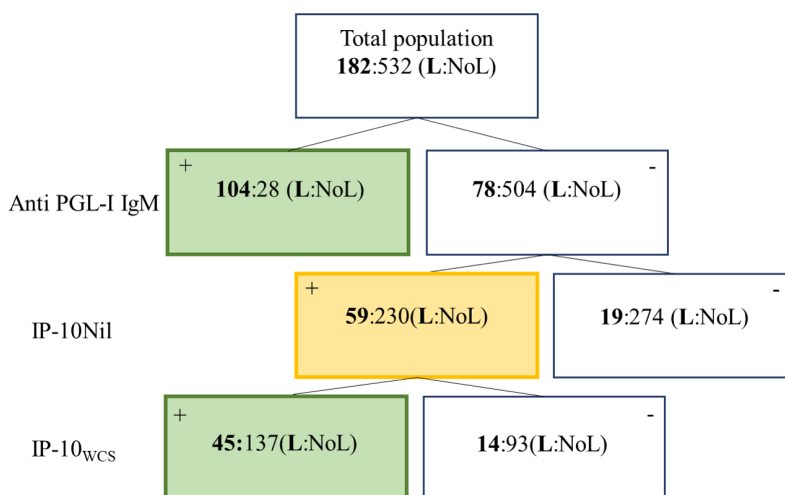 Total population
182:532 (L:NoL)
+
-
Anti PGL-I IgM
104:28 (L:NoL)
78:504 (L:NoL)
+
-
IP-10Nil
59:230(L:NoL)
19:274 (L:NoL)
+
-
IP-10WCS
45:137(L:NoL)
14:93(L:NoL)